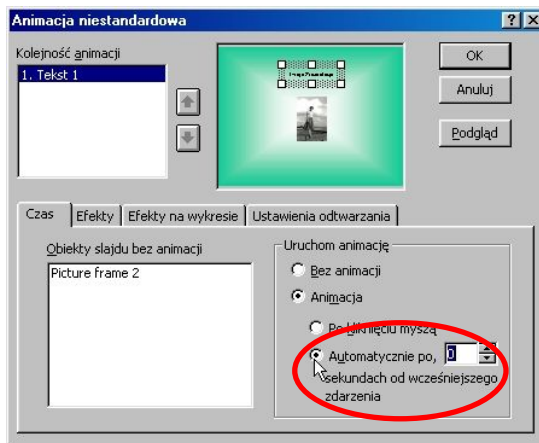 Animacja niestandardowa
Kolejność animacji
1. Tekst 1
OK
Anuluj
Podgląd
Czas Efekty Efekty na wykresie Ustawienia odtwarzania
Obiekty slajdu bez animacji
Picture frame 2
Uruchom animację
Bez animacji
Animacja
Po kliknięciu myszą
Automatycznie po, 0
sekundach od wcześniejszego
zdarzenia